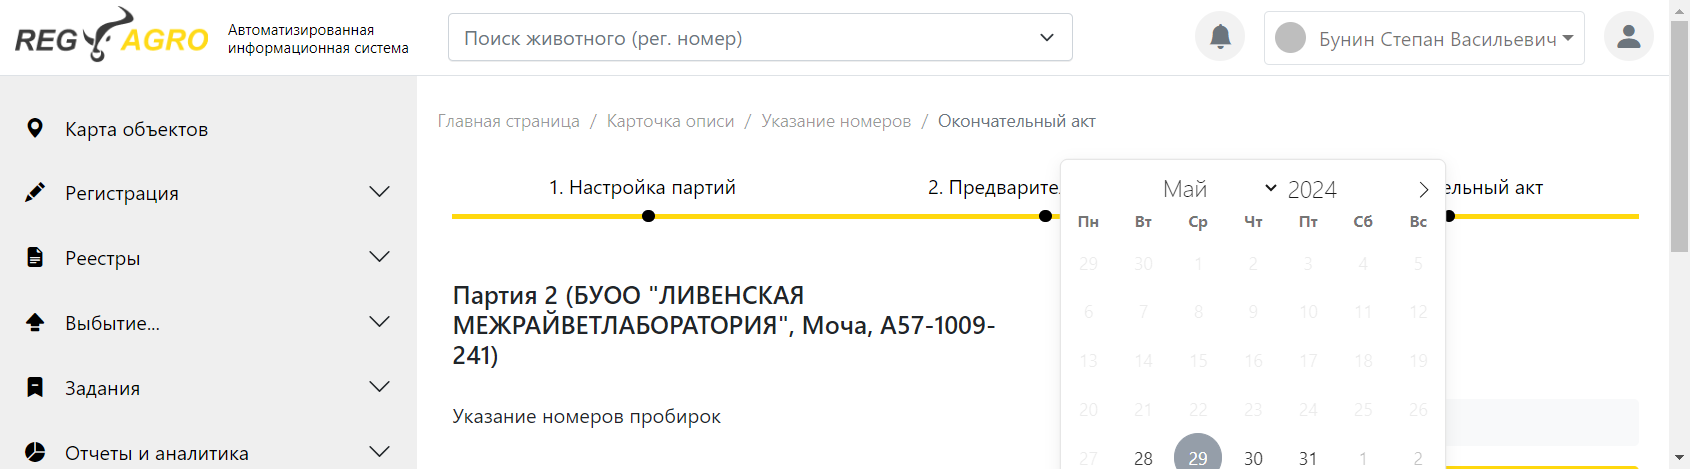 REG AGRO
Автоматизированная
информационная система
Поиск животного (рег. номер)
Бунин Степан Васильевич
Карта объектов
Регистрация
Реестры
Выбытие...
Задания
Отчеты и аналитика
Главная страница / Карточка описи / Указание номеров / Окончательный акт
1. Настройка партий
2. Предварите
ельный акт
Май 2024
Пн Вт Ср Чт Пт Сб Вс
29 30 1 2 3 4 5
6 7 8 9 10 11 12
13 14 15 16 17 18 19
20 21 22 23 24 25 26
27 28 29 30 31 1 2
Партия 2 (БУОО "ЛИВЕНСКАЯ
МЕЖРАЙВЕТЛАБОРАТОРИЯ", Моча, А57-1009-
241)
Указание номеров пробирок